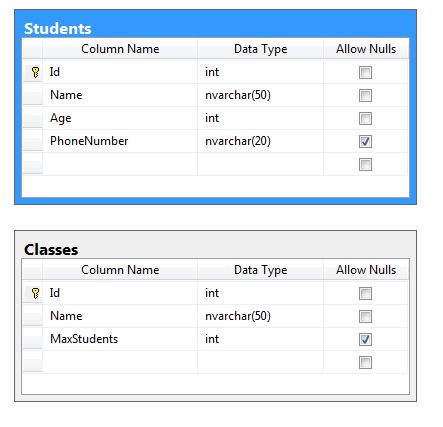 Students
Column Name Data Type Allow Nulls
Id int
Name nvarchar(50)
Age int
PhoneNumber nvarchar(20)
Classes
Column Name Data Type Allow Nulls
Id int
Name nvarchar(50)
MaxStudents int